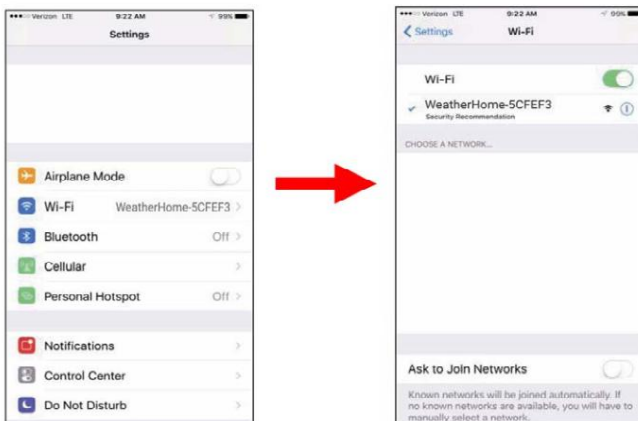 Verizon LTE 9:22 AM 99%
Settings
Airplane Mode
Wi-Fi WeatherHome-5CFEF3
Bluetooth Off
Cellular
Personal Hotspot Off
Notifications
Control Center
Do Not Disturb
Verizon LTE 9:22 AM 99%
Settings Wi-Fi
Wi-Fi
WeatherHome-5CFEF3
Security Recommendation
CHOOSE A NETWORK...
Ask to Join Networks
Known networks will be joined automatically. If
no known networks are available, you will have to
manually select a network.